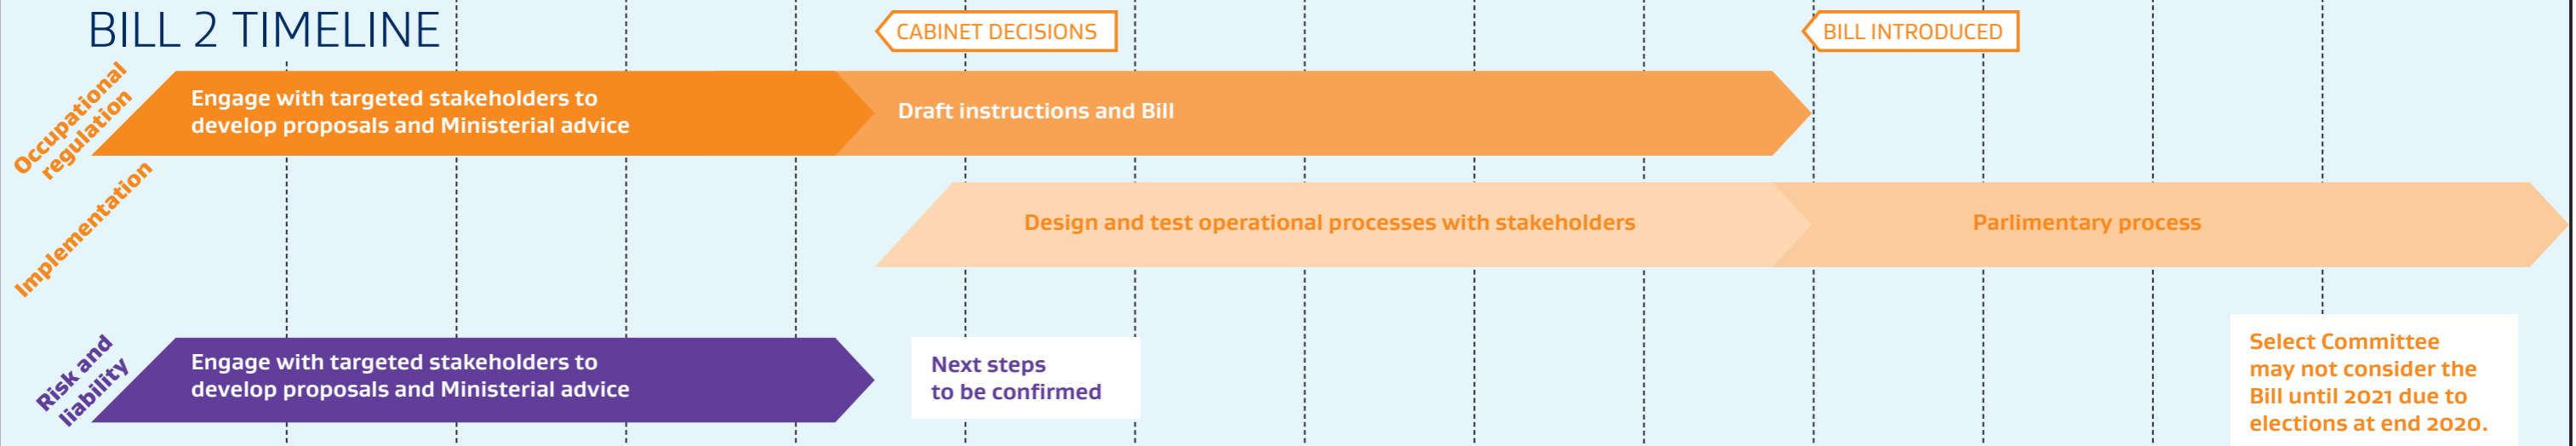 BILL 2 TIMELINE
CABINET DECISIONS
BILL INTRODUCED
Occupational
regulation
Engage with targeted stakeholders to
develop proposals and Ministerial advice
Draft instructions and Bill
Implementation
Design and test operational processes with stakeholders
Parlimentary process
Risk and
liability
Engage with targeted stakeholders to
develop proposals and Ministerial advice
Next steps
to be confirmed
Select Committee
may not consider the
Bill until 2021 due to
elections at end 2020.